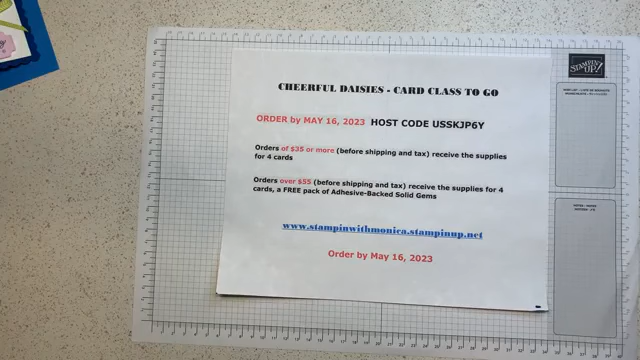 CHEERFUL DAISIES - CARD CLASS TO GO
ORDER by MAY 16, 2023 HOST CODE USSKJP6Y
Orders of $35 or more (before shipping and tax) receive the supplies
for 4 cards
Orders over $55 (before shipping and tax) receive the supplies for 4
cards, a FREE pack of Adhesive-Backed Solid Gems
www.stampinwithmonica.stampinup.net
Order by May 16, 2023
STAMPIN' UP!